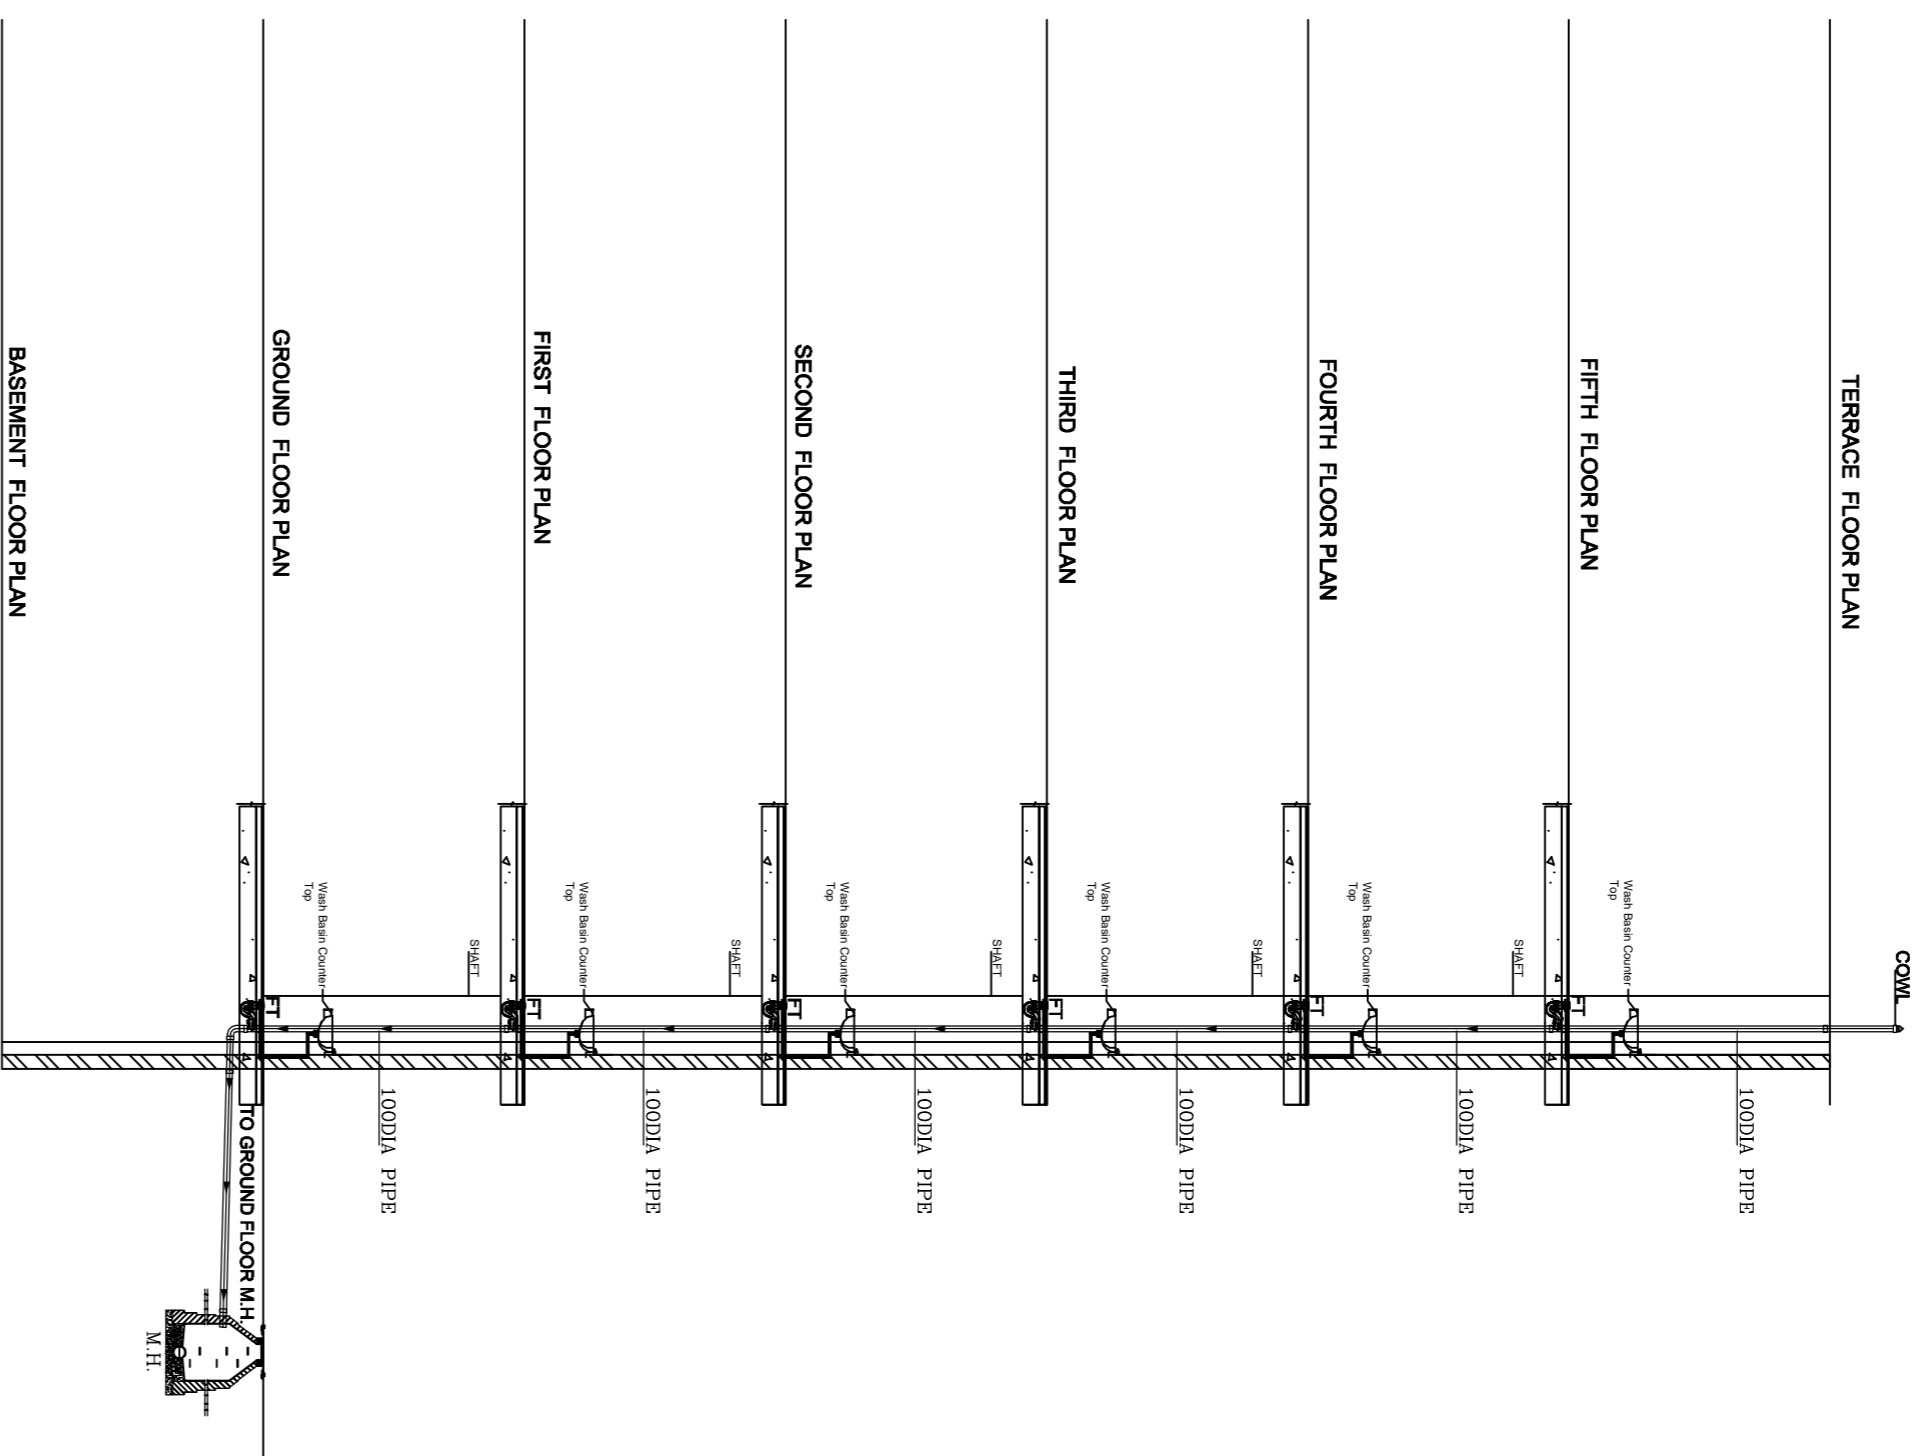 COWL
TERRACE FLOOR PLAN
100DIA PIPE
Wash Basin Counter
Top
FIFTH FLOOR PLAN
FT
SHAFT
100DIA PIPE
Wash Basin Counter
Top
FOURTH FLOOR PLAN
FT
SHAFT
100DIA PIPE
Wash Basin Counter
Top
THIRD FLOOR PLAN
FT
SHAFT
100DIA PIPE
Wash Basin Counter
Top
SECOND FLOOR PLAN
FT
SHAFT
100DIA PIPE
Wash Basin Counter
Top
FIRST FLOOR PLAN
FT
SHAFT
100DIA PIPE
Wash Basin Counter
Top
GROUND FLOOR PLAN
FT
TO GROUND FLOOR M.H.
M.H.
BASEMENT FLOOR PLAN